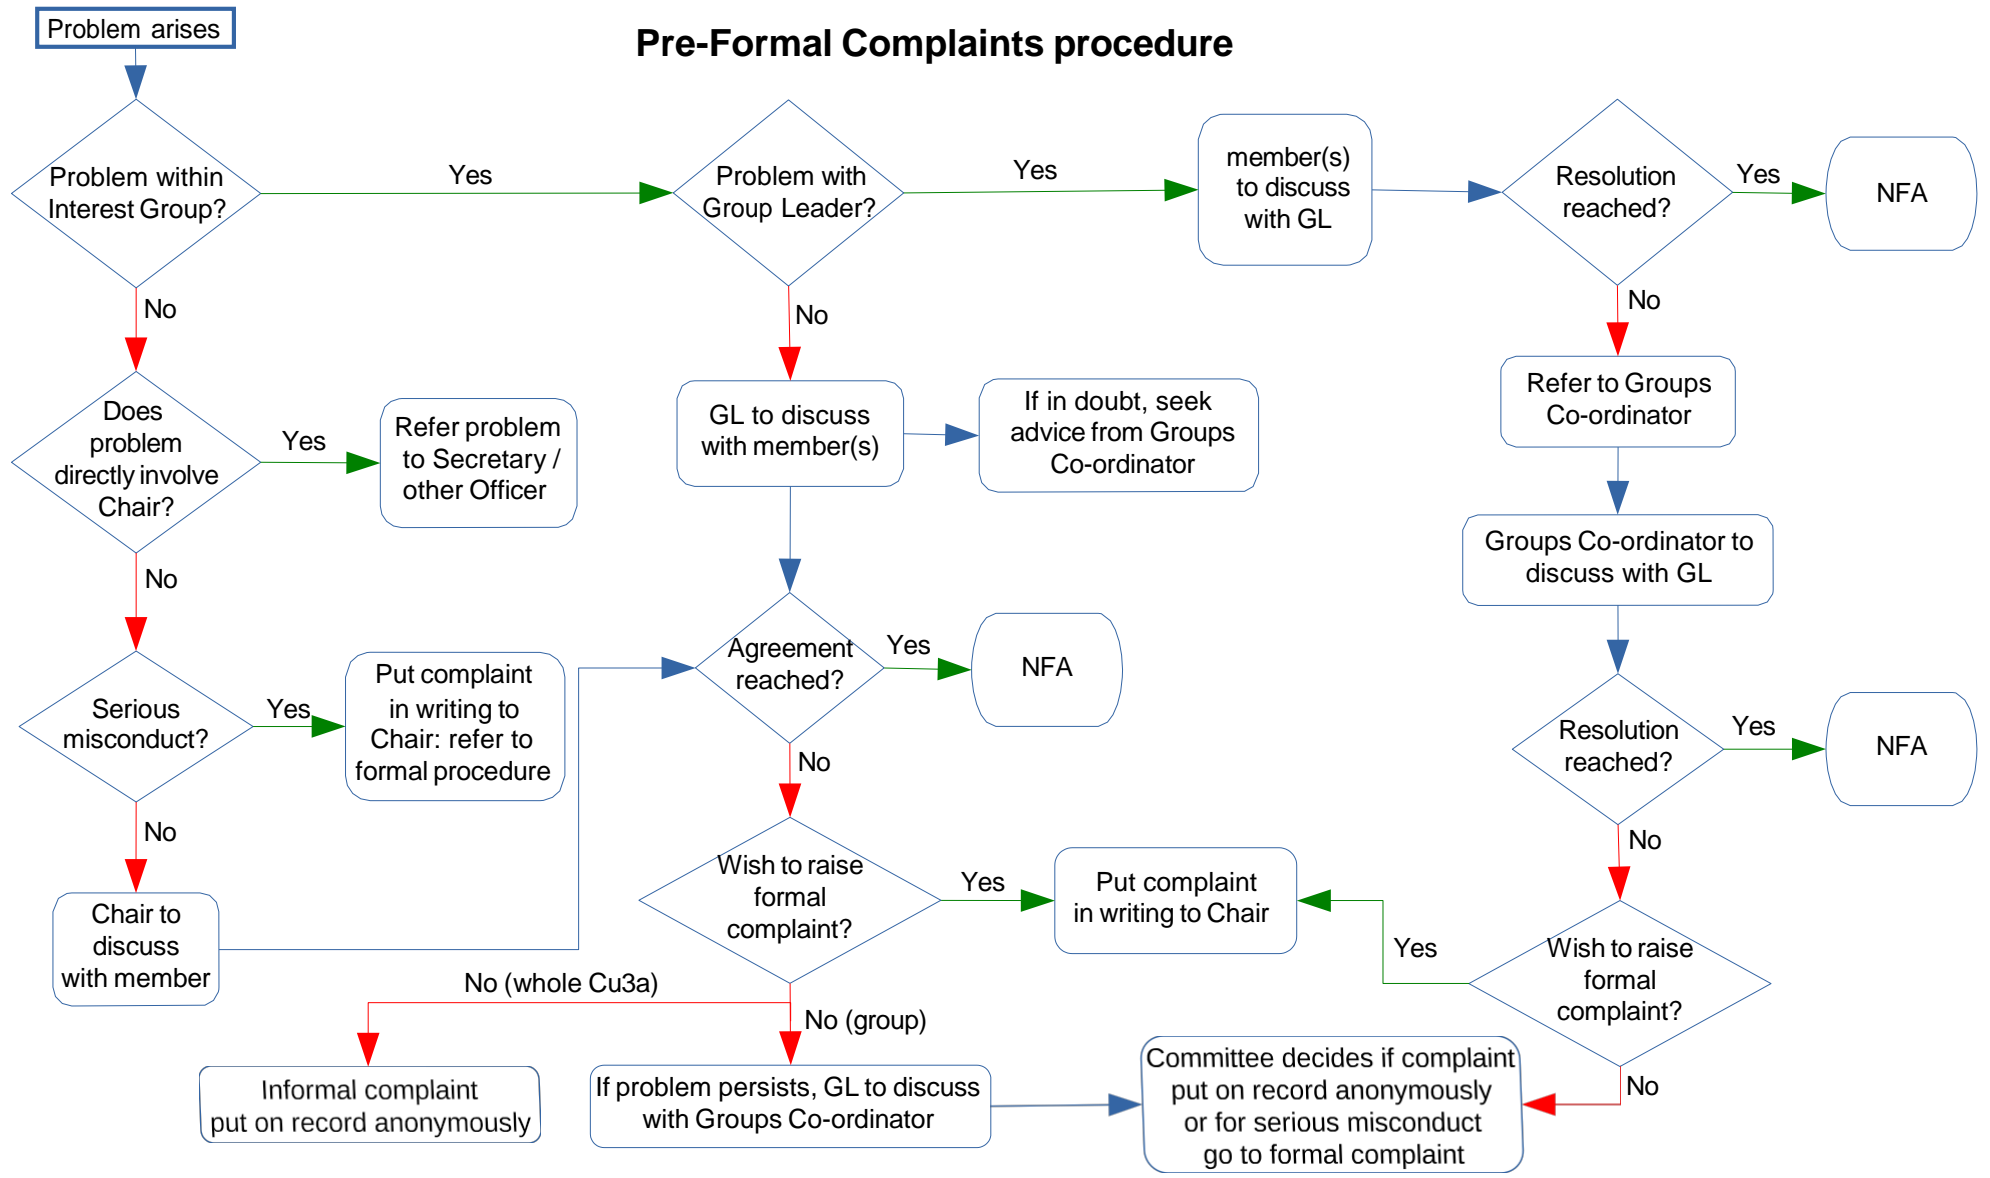 Problem arises
Pre-Formal Complaints procedure
Problem within
Interest Group?
Yes
Problem with
Group Leader?
Yes
member(s)
to discuss
with GL
Resolution
reached?
Yes
NFA
No
No
No
Does
problem
directly involve
Chair?
Yes
Refer problem
to Secretary /
other Officer
GL to discuss
with member(s)
If in doubt, seek
advice from Groups
Co-ordinator
Refer to Groups
Co-ordinator
Groups Co-ordinator to
discuss with GL
No
Serious
misconduct?
Yes
Put complaint
in writing to
Chair: refer to
formal procedure
Agreement
reached?
Yes
NFA
Resolution
reached?
Yes
NFA
No
No
No
Chair to
discuss
with member
Wish to raise
formal
complaint?
Yes
Put complaint
in writing to Chair
Yes
Wish to raise
formal
complaint?
No (whole Cu3a)
No (group)
No
Informal complaint
put on record anonymously
If problem persists, GL to discuss
with Groups Co-ordinator
Committee decides if complaint
put on record anonymously
or for serious misconduct
go to formal complaint